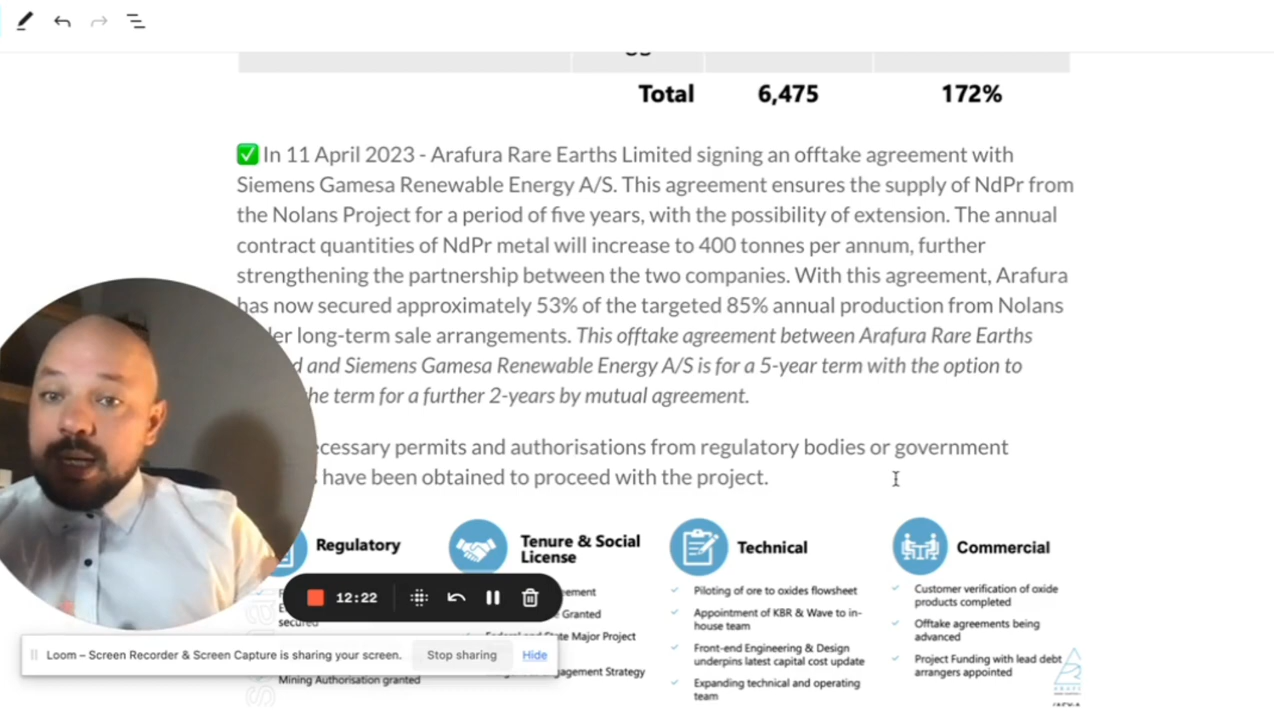 Total 6,475 172%
✅ In 11 April 2023 - Arafura Rare Earths Limited signing an offtake agreement with
Siemens Gamesa Renewable Energy A/S. This agreement ensures the supply of NdPr from
the Nolans Project for a period of five years, with the possibility of extension. The annual
contract quantities of NdPr metal will increase to 400 tonnes per annum, further
strengthening the partnership between the two companies. With this agreement, Arafura
has now secured approximately 53% of the targeted 85% annual production from Nolans
long-term sale arrangements. This offtake agreement between Arafura Rare Earths
and Siemens Gamesa Renewable Energy A/S is for a 5-year term with the option to
the term for a further 2-years by mutual agreement.
permits and authorisations from regulatory bodies or government
have been obtained to proceed with the project.
Regulatory
secured
Mining Authorisation granted
Tenure & Social
License
Granted
Federal and State Major Project
Strategy
Technical
Piloting of ore to oxides flowsheet
Appointment of KBR & Wave to in-
house team
Front-end Engineering & Design
underpins latest capital cost update
Expanding technical and operating
team
Commercial
Customer verification of oxide
products completed
Offtake agreements being
advanced
Project Funding with lead debt
arrangers appointed
12:22
Loom – Screen Recorder & Screen Capture is sharing your screen.
Stop sharing
Hide